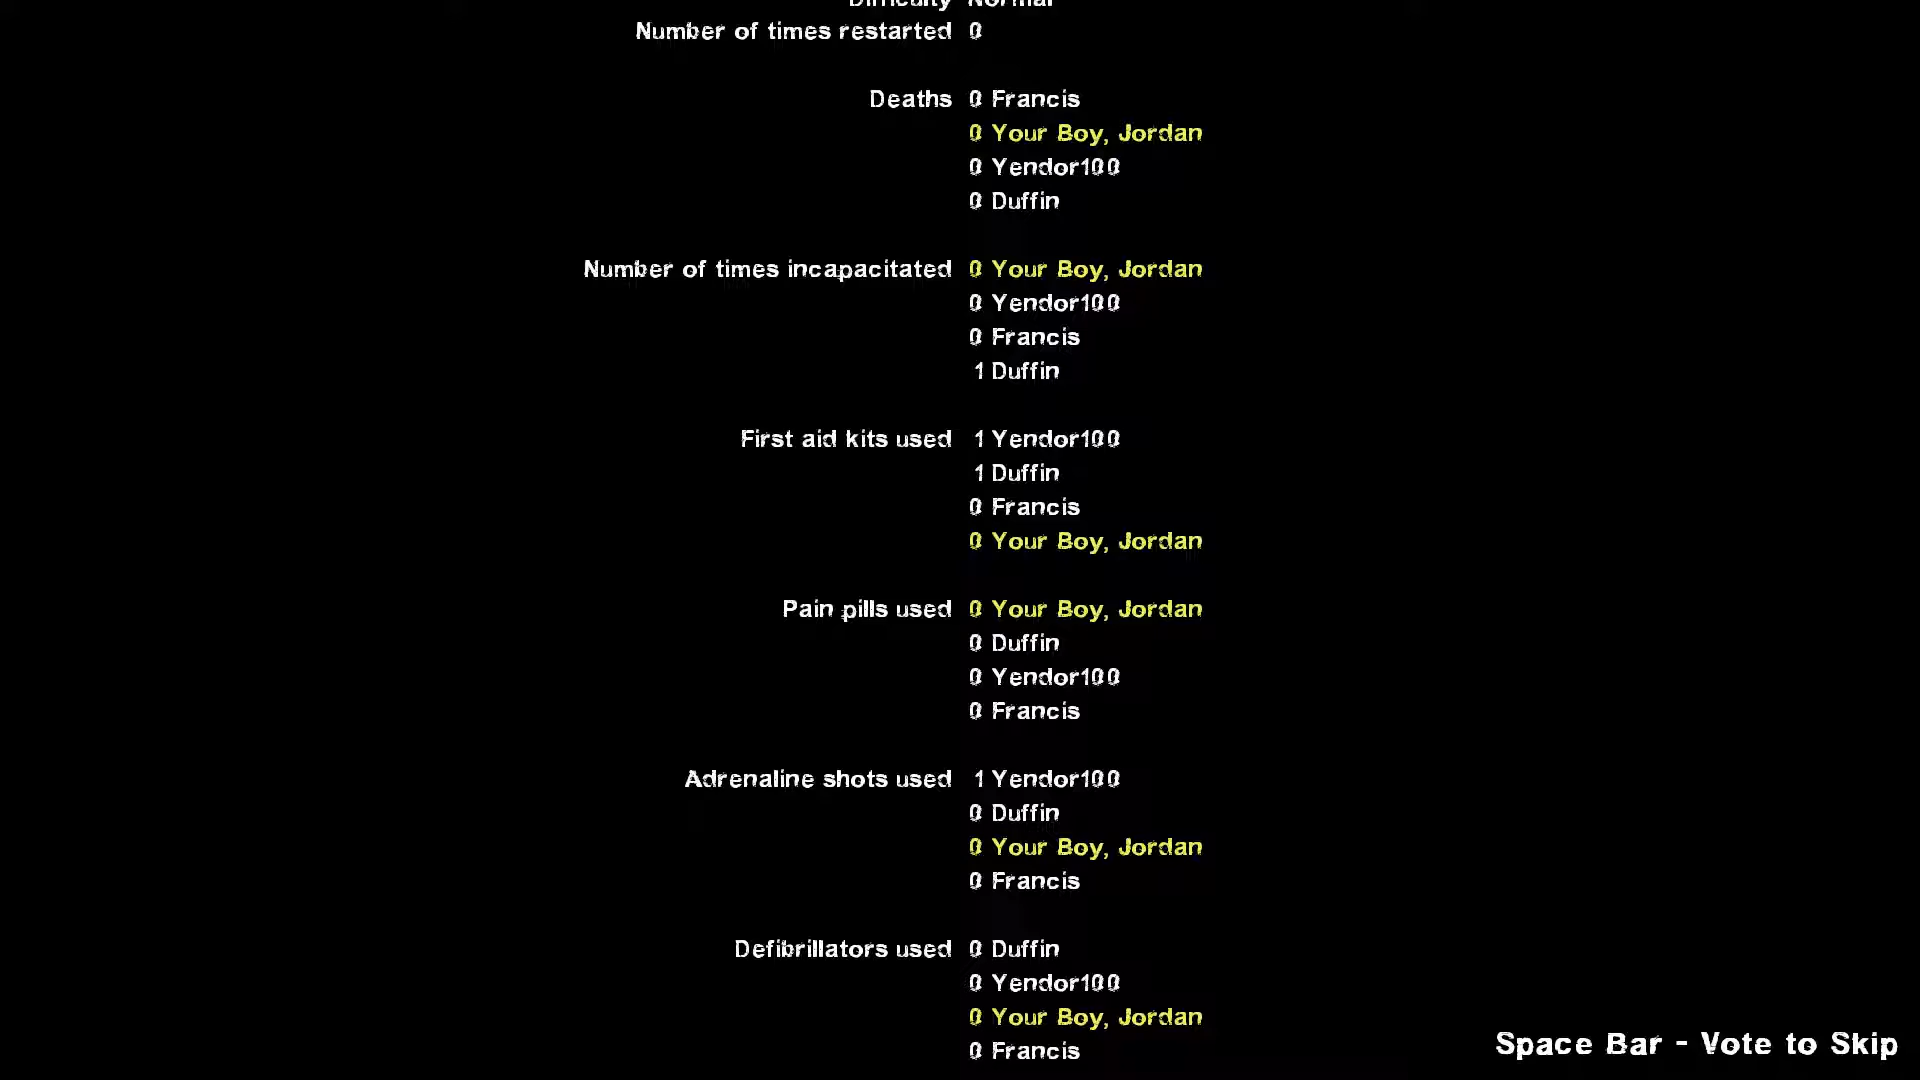 Difficulty Normal
Number of times restarted 0
Deaths 0 Francis
0 Your Boy, Jordan
0 Yendor100
0 Duffin
Number of times incapacitated 0 Your Boy, Jordan
0 Yendor100
0 Francis
1 Duffin
First aid kits used 1 Yendor100
1 Duffin
0 Francis
0 Your Boy, Jordan
Pain pills used 0 Your Boy, Jordan
0 Duffin
0 Yendor100
0 Francis
Adrenaline shots used 1 Yendor100
0 Duffin
0 Your Boy, Jordan
0 Francis
Defibrillators used 0 Duffin
0 Yendor100
0 Your Boy, Jordan
0 Francis
Space Bar - Vote to Skip